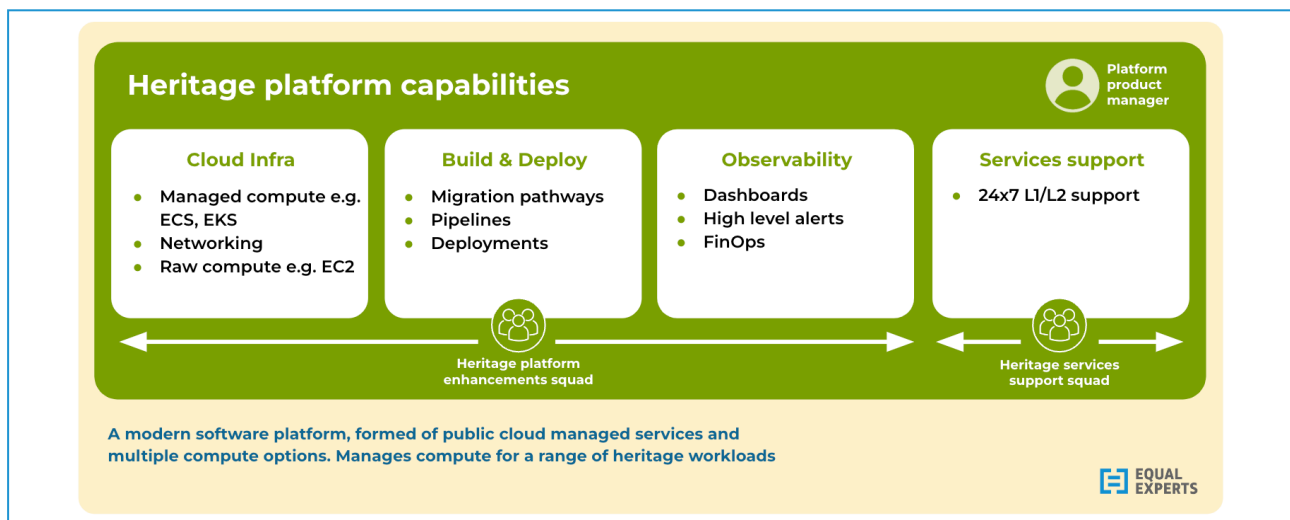 Heritage platform capabilities
Platform
product
manager
Cloud Infra
Managed compute e.g.
ECS, EKS
Networking
Raw compute e.g. EC2
Build & Deploy
Migration pathways
Pipelines
Deployments
Observability
Dashboards
High level alerts
FinOps
Services support
24x7 L1/L2 support
Heritage platform
enhancements squad
Heritage services
support squad
A modern software platform, formed of public cloud managed services and
multiple compute options. Manages compute for a range of heritage workloads
EQUAL
EXPERTS